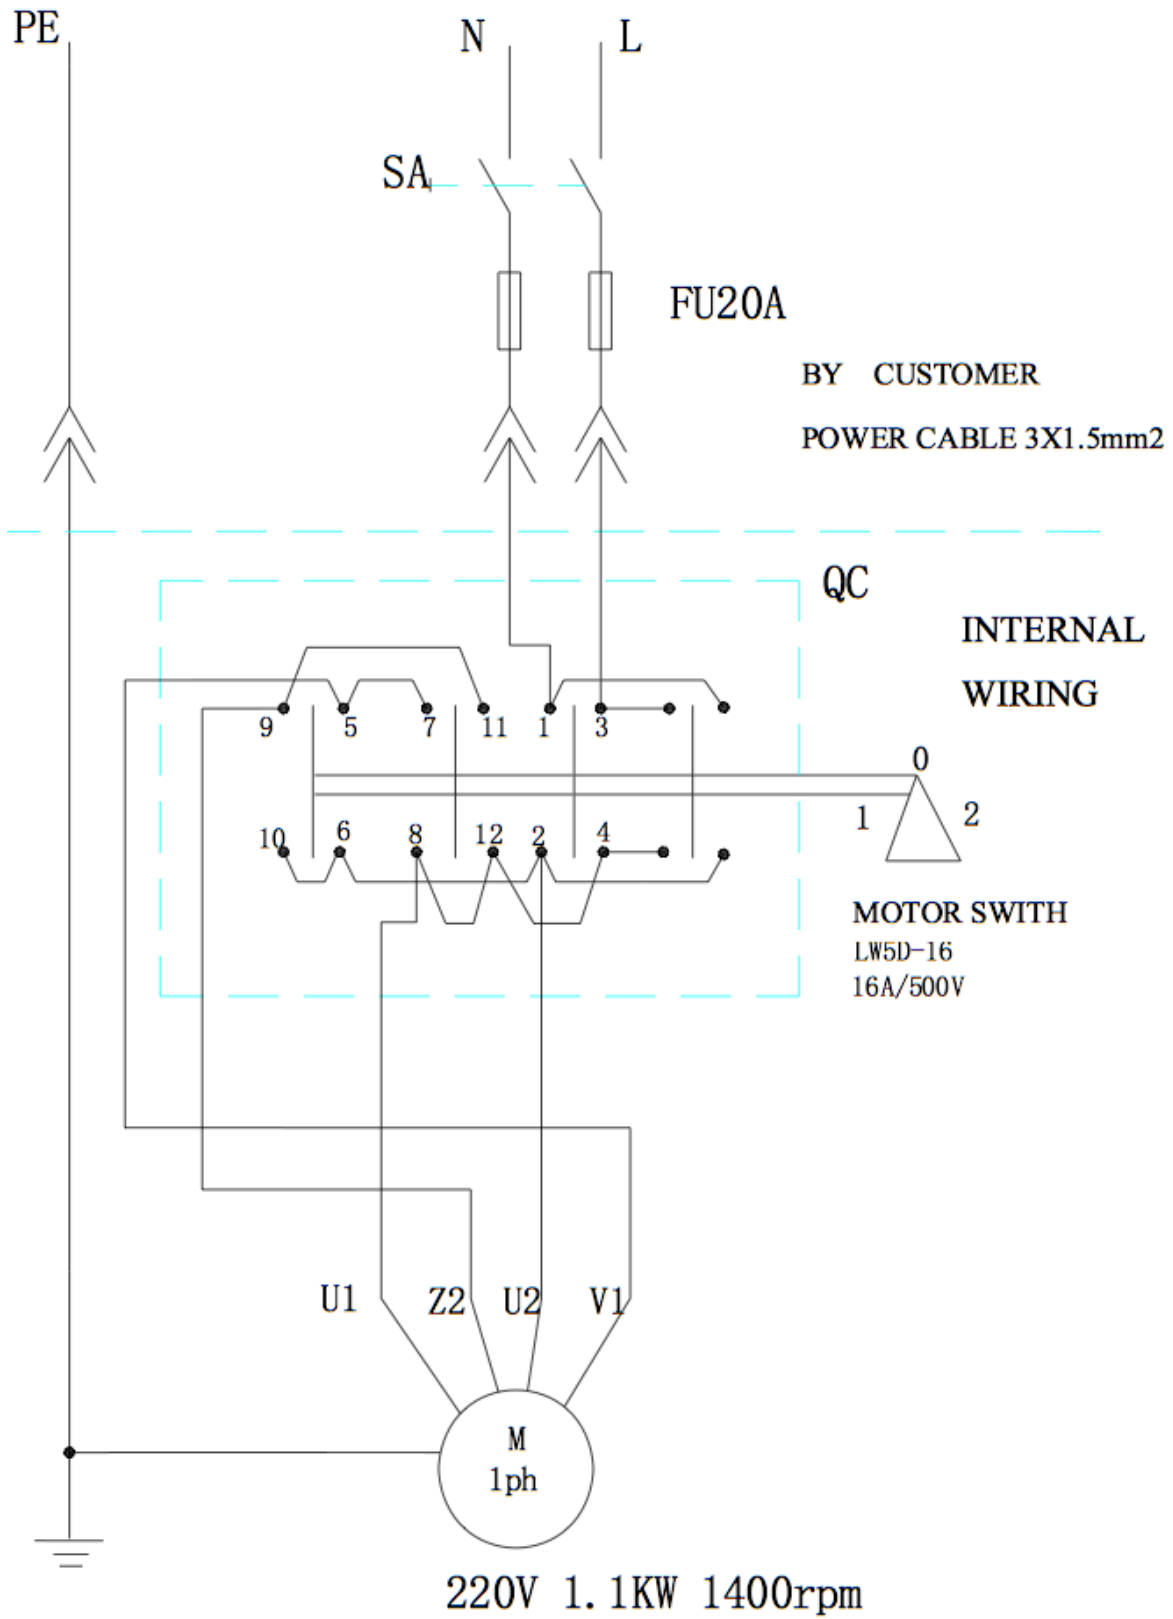 PE
N
L
SA
FU20A
BY CUSTOMER
POWER CABLE 3X1.5mm2
QC
INTERNAL
WIRING
9 5 7 11 1 3
0
1 2
10 6 8 12 2 4
MOTOR SWITH
LW5D-16
16A/500V
U1 Z2 U2 V1
M
1ph
220V 1.1KW 1400rpm